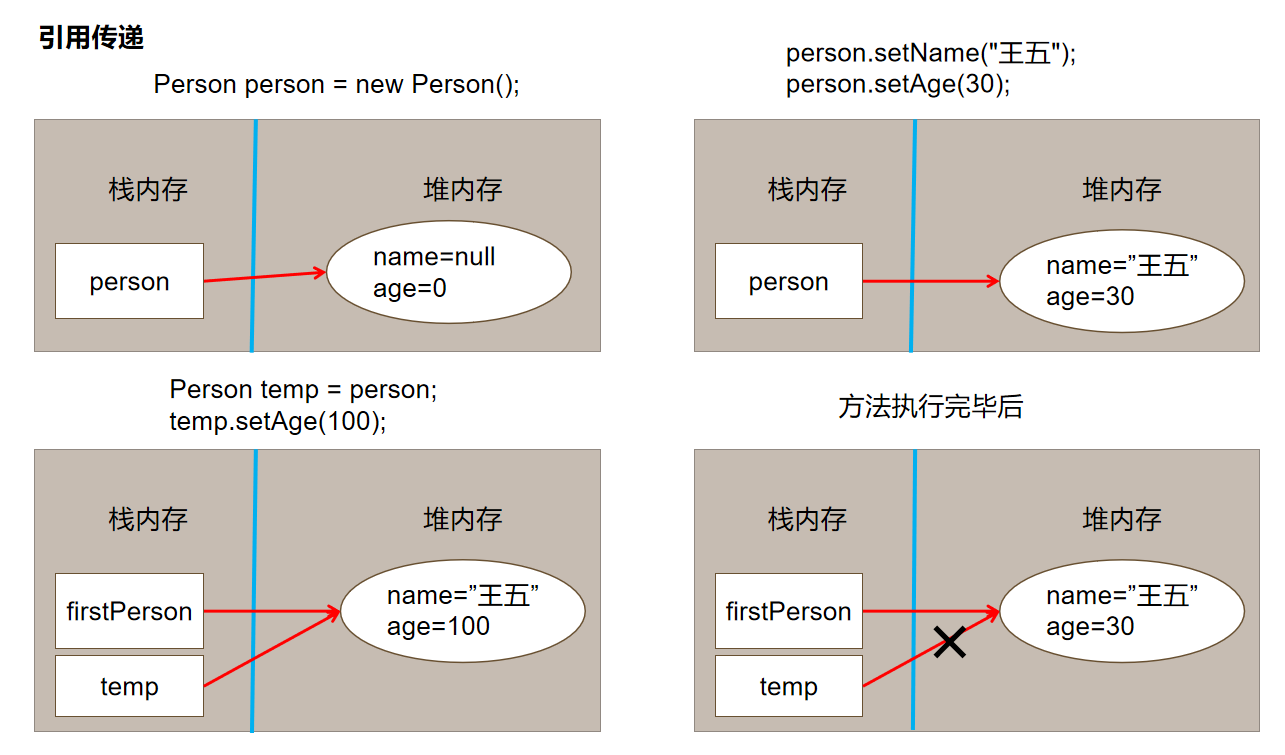 引用传递
Person person = new Person();
栈内存
堆内存
person
name=null
age=0
person.setName("王五");
person.setAge(30);
栈内存
堆内存
person
name=”王五”
age=30
Person temp = person;
temp.setAge(100);
栈内存
堆内存
firstPerson
temp
name=”王五”
age=100
方法执行完毕后
栈内存
堆内存
firstPerson
temp
name=”王五”
age=30